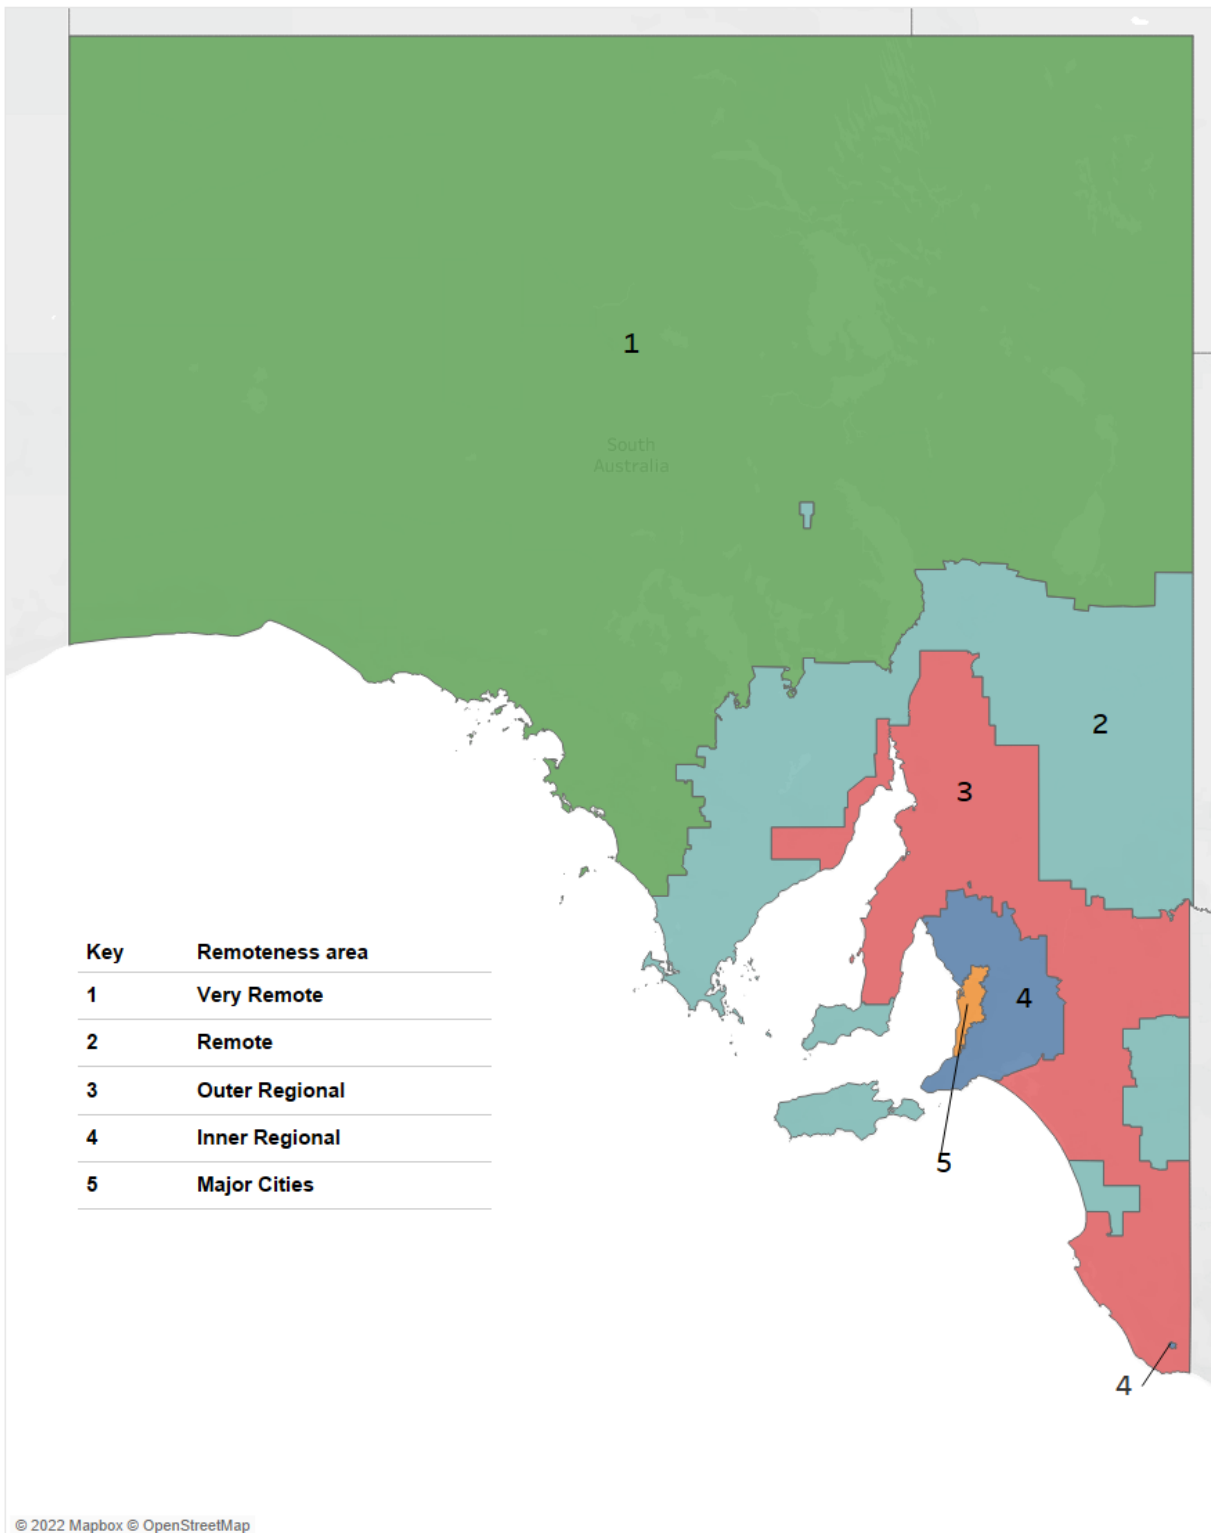 1
South
Australia
2
3
4
5
4
Key Remoteness area
1 Very Remote
2 Remote
3 Outer Regional
4 Inner Regional
5 Major Cities
© 2022 Mapbox © OpenStreetMap